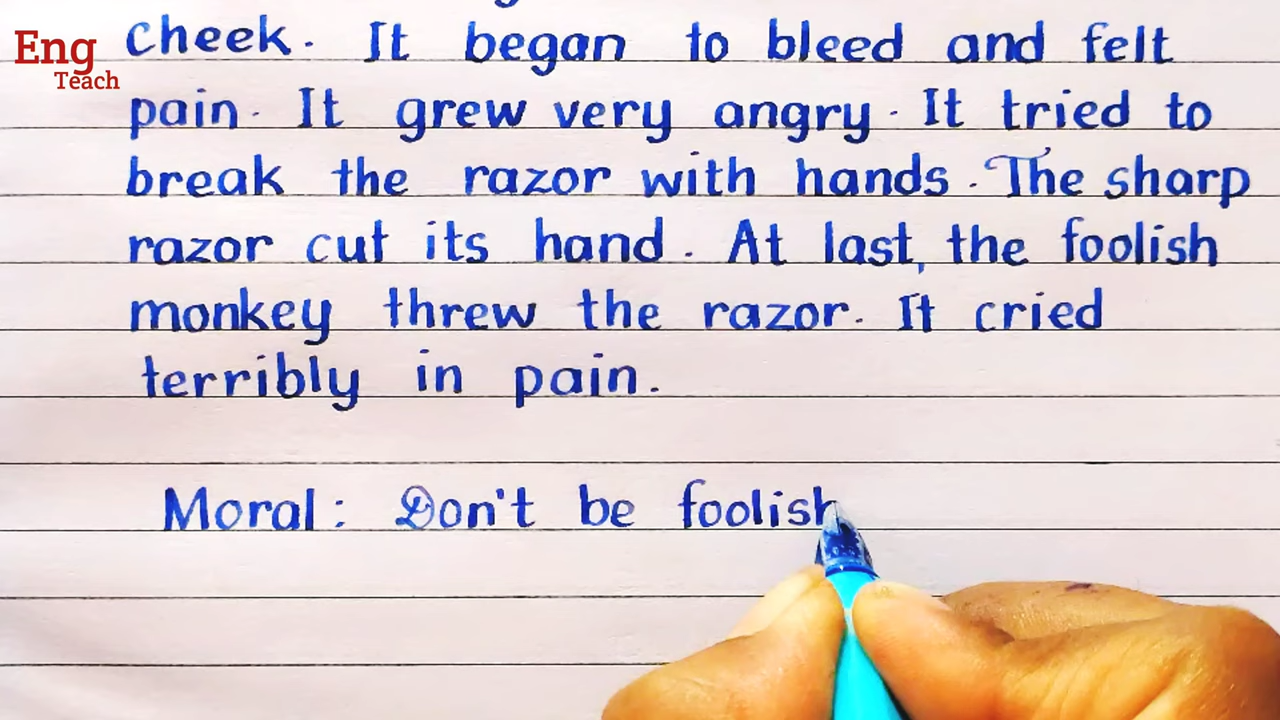 Eng
Teach
cheek. It began to bleed and felt
pain. It grew very angry. It tried to
break the razor with hands. The sharp
razor cut its hand. At last, the foolish
monkey threw the razor. It cried
terribly in pain.
Moral: Don't be foolish